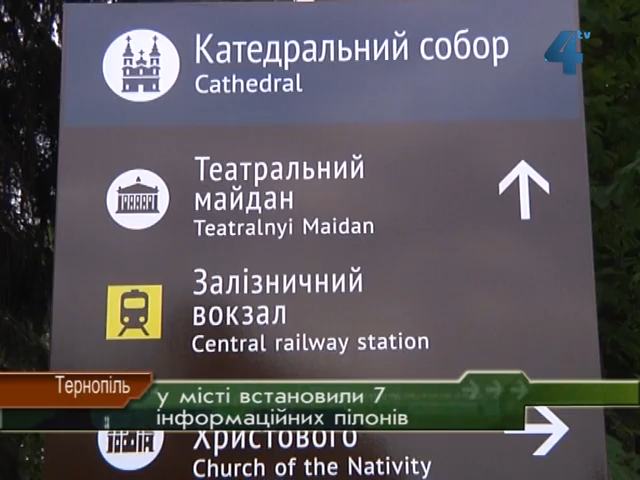 4tv
Катедральний собор
Cathedral
Театральний
майдан
Teatralnyi Maidan
Залізничний
вокзал
Central railway station
Тернопіль
у місті встановили 7
інформаційних пілонів
Христового
Church of the Nativity